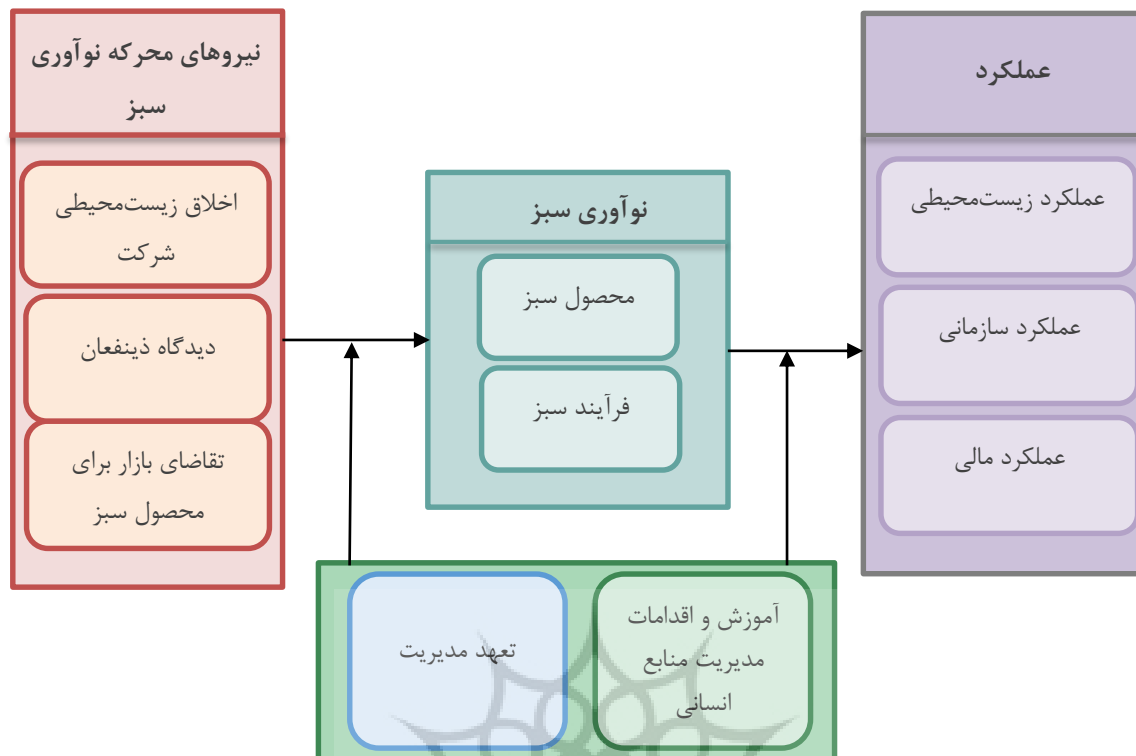 نیروهای محرکه نوآوری
سبز
اخلاق زیست‌محیطی
شرکت
دیدگاه ذینفعان
تقاضای بازار برای
محصول سبز
نوآوری سبز
محصول سبز
فرآیند سبز
عملکرد
عملکرد زیست‌محیطی
عملکرد سازمانی
عملکرد مالی
آموزش و اقدامات
مدیریت منابع
انسانی
تعهد مدیریت